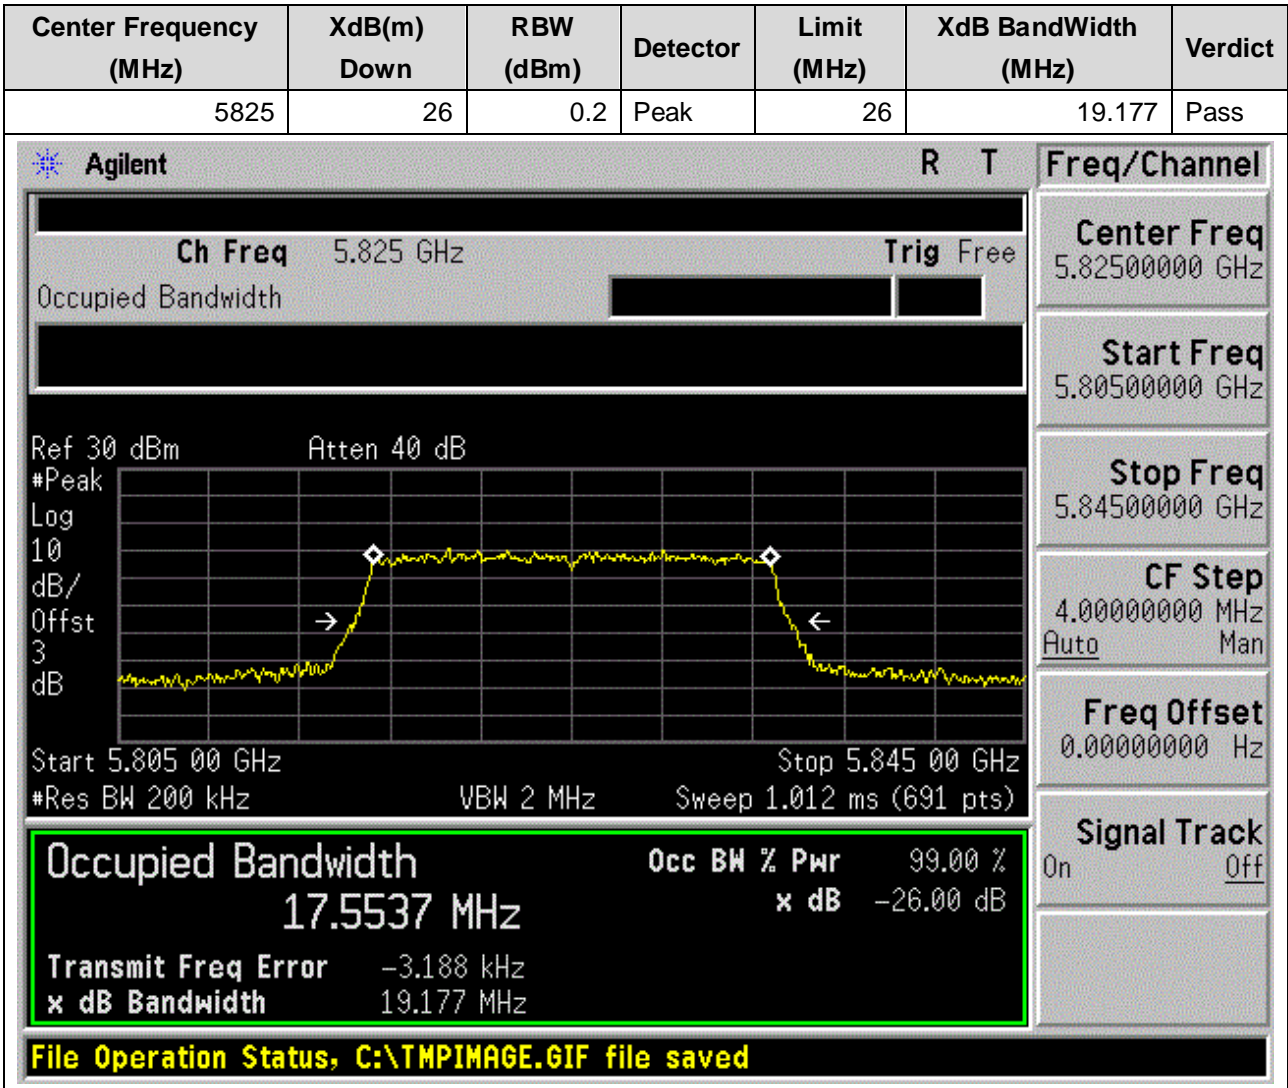 Center Frequency (MHz) XdB(m) Down RBW (dBm) Detector Limit (MHz) XdB BandWidth (MHz) Verdict
5825 26 0.2 Peak 26 19.177 Pass
Agilent R T
Ch Freq 5.825 GHz Trig Free
Occupied Bandwidth
Ref 30 dBm Atten 40 dB
#Peak
Log
10
dB/
Offst
3
dB
Start 5.805 00 GHz Stop 5.845 00 GHz
#Res BW 200 kHz VBW 2 MHz Sweep 1.012 ms (691 pts)
Occupied Bandwidth
17.5537 MHz
Occ BW % Pwr 99.00 %
x dB -26.00 dB
Transmit Freq Error -3.188 kHz
x dB Bandwidth 19.177 MHz
File Operation Status, C:\TMPIMAGE.GIF file saved
Freq/Channel
Center Freq
5.82500000 GHz
Start Freq
5.80500000 GHz
Stop Freq
5.84500000 GHz
CF Step
4.00000000 MHz
Auto Man
Freq Offset
0.00000000 Hz
Signal Track
On Off